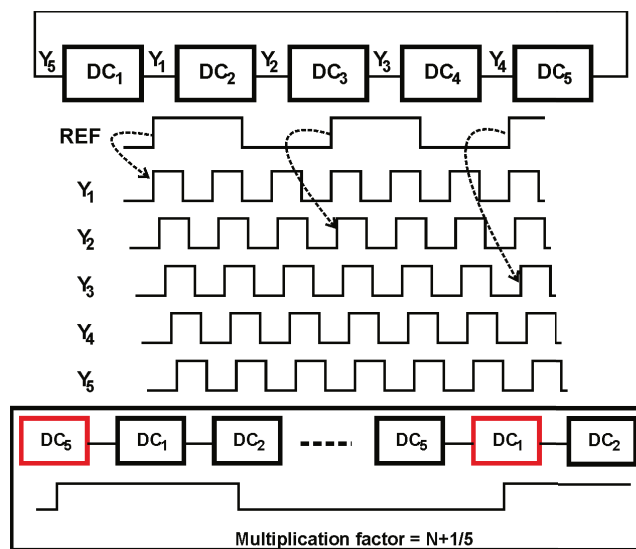 Y5 DC1 Y1 DC2 Y2 DC3 Y3 DC4 Y4 DC5
REF
Y1
Y2
Y3
Y4
Y5
DC5 DC1 DC2 DC5 DC1 DC2
Multiplication factor = N+1/5